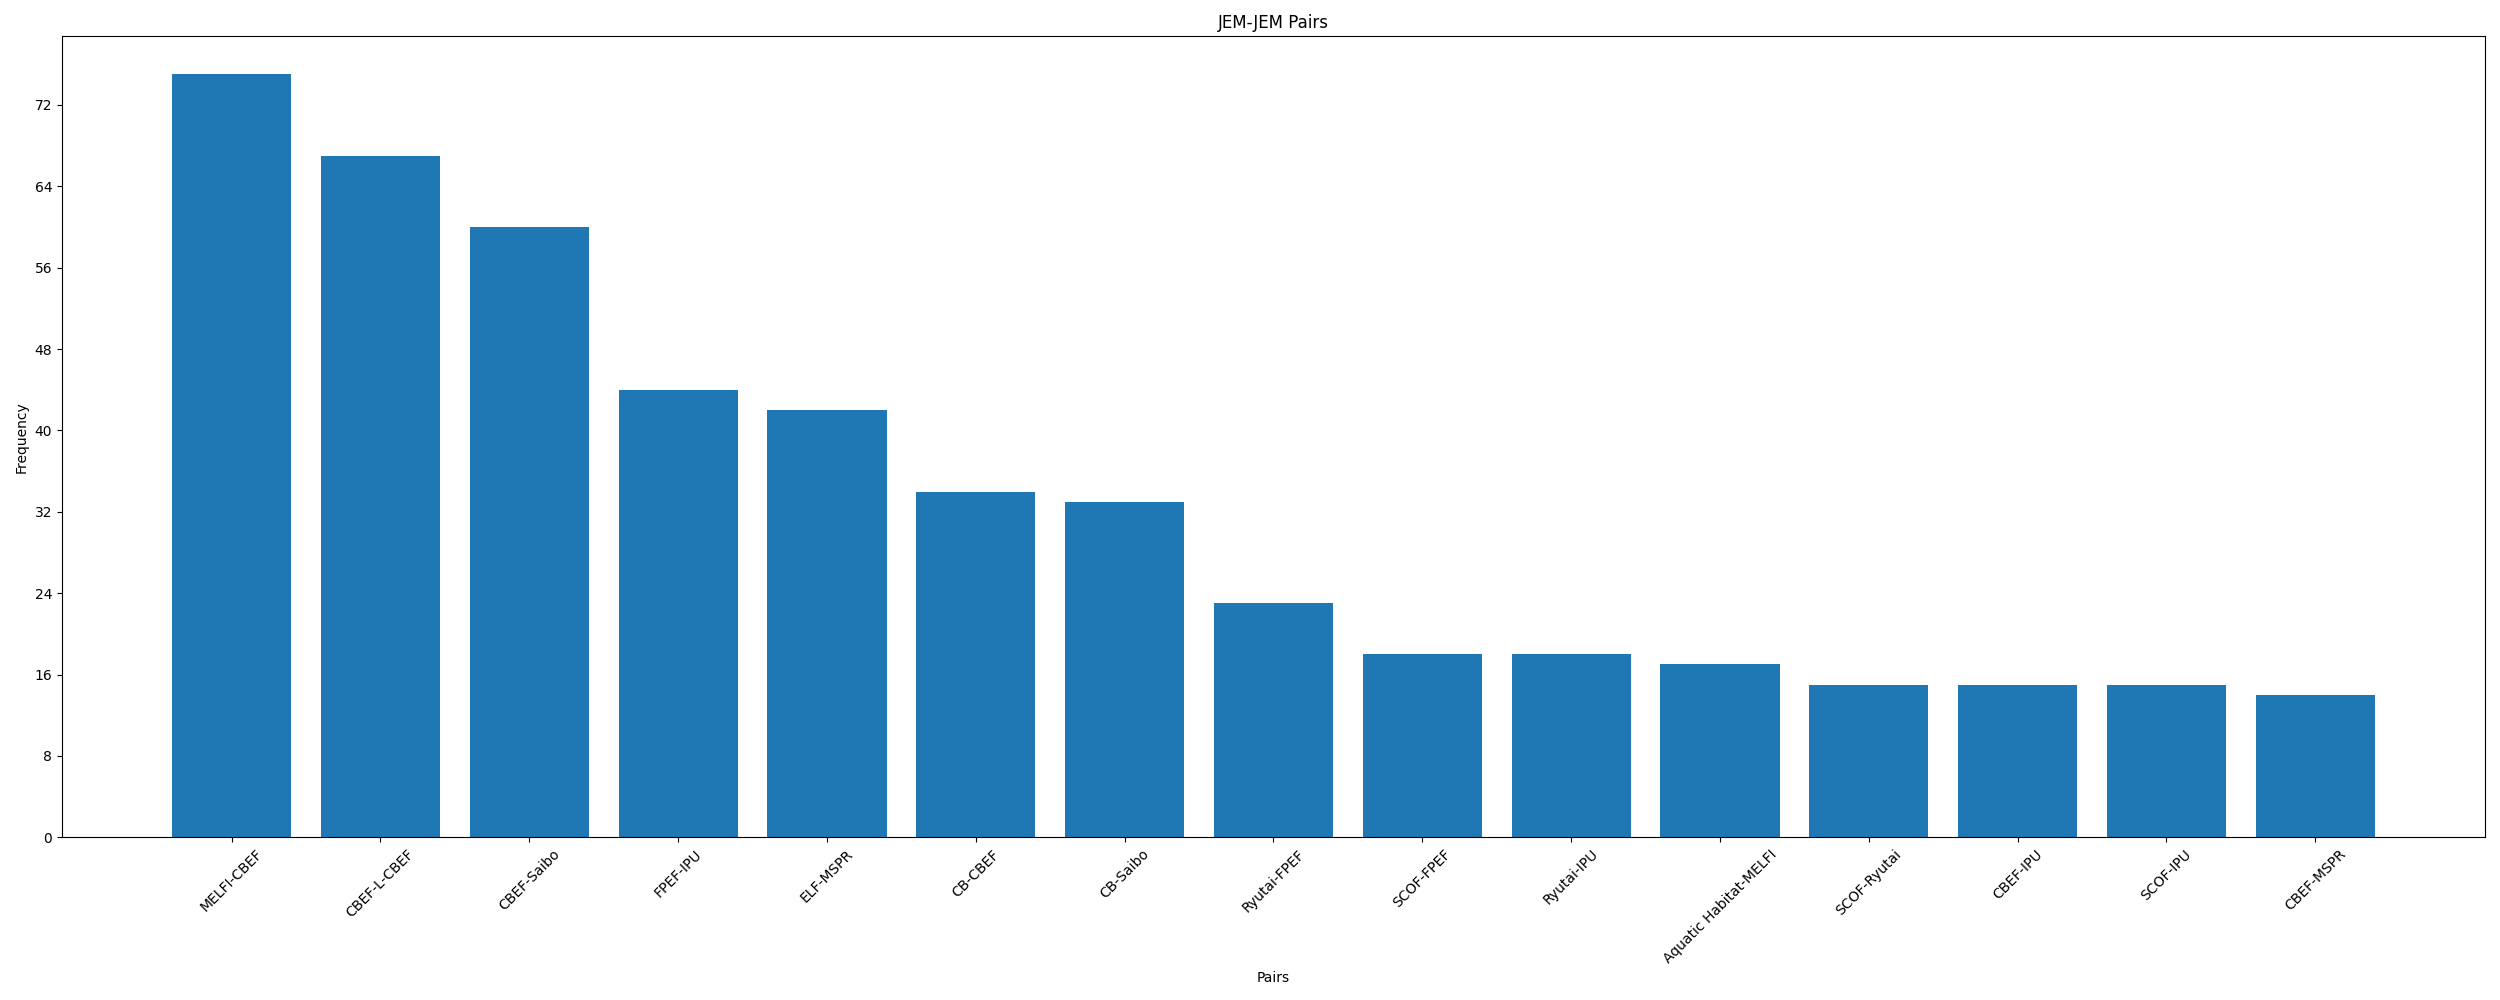 JEM-JEM Pairs
Frequency
72
64
56
48
40
32
24
16
8
0
MELFI-CBEF
CBEF-L-CBEF
CBEF-Saibo
FPEF-IPU
ELF-MSPR
CB-CBEF
CB-Saibo
Ryutai-FPEF
SCOF-FPEF
Ryutai-IPU
Aquatic Habitat-MELFI
SCOF-Ryutai
CBEF-IPU
SCOF-IPU
CBEF-MSPR
Pairs